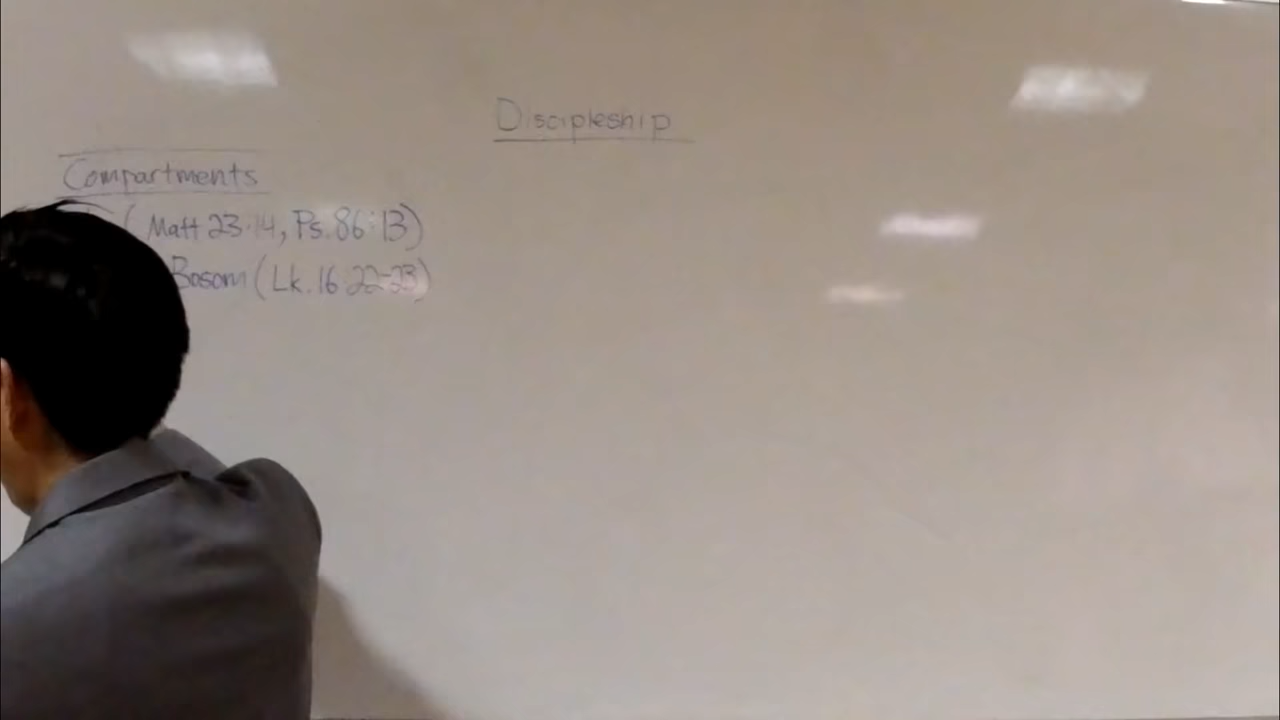 Discipleship
Compartments
(Matt 23:14, Ps. 86:13)
Bosom (Lk. 16:22-23)